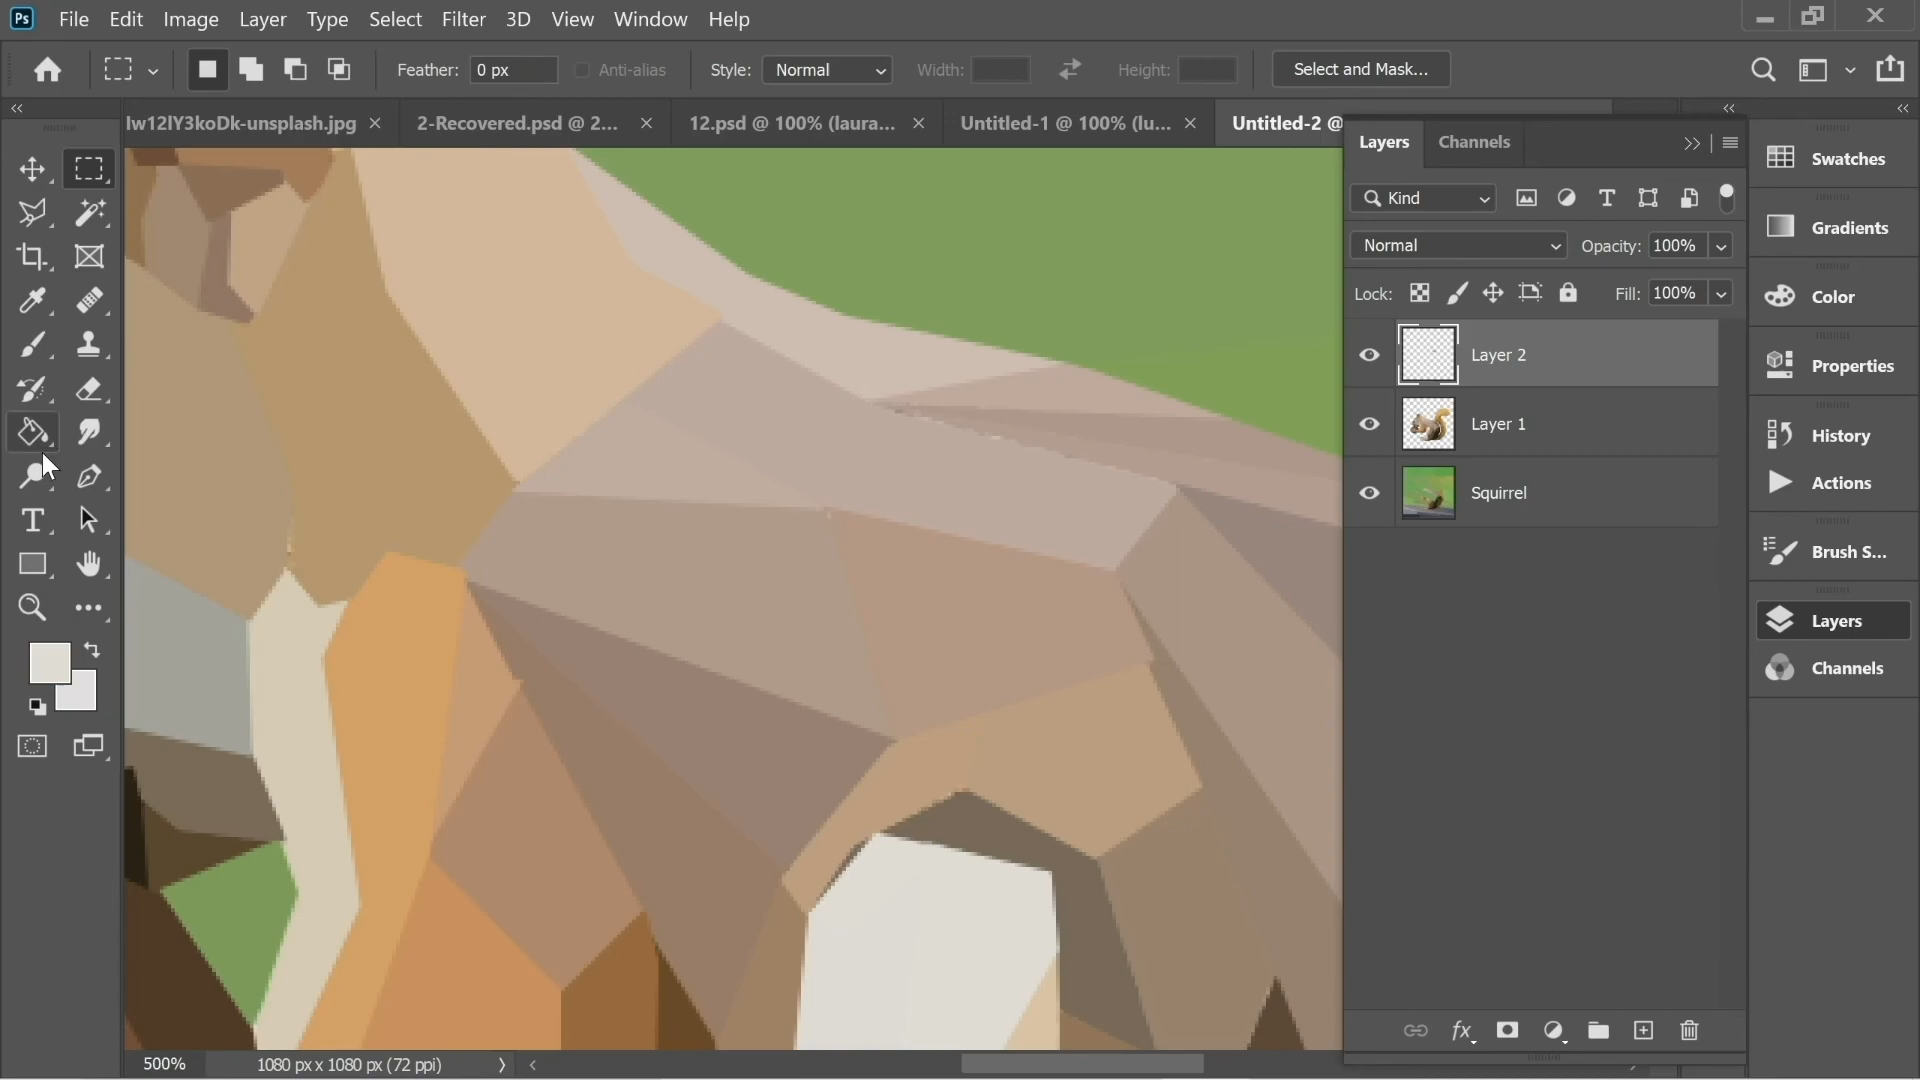 Ps File Edit Image Layer Type Select Filter 3D View Window Help
Feather: 0 px Anti-alias Style: Normal Width: Height: Select and Mask...
lw12lY3koDk-unsplash.jpg 2-Recovered.psd @ 2... 12.psd @ 100% (laura... Untitled-1 @ 100% (lu... Untitled-2 @
Layers Channels
Kind
Normal Opacity: 100%
Lock: Fill: 100%
Layer 2
Layer 1
Squirrel
Swatches
Gradients
Color
Properties
History
Actions
Brush S...
Layers
Channels
500% 1080 px x 1080 px (72 ppi)